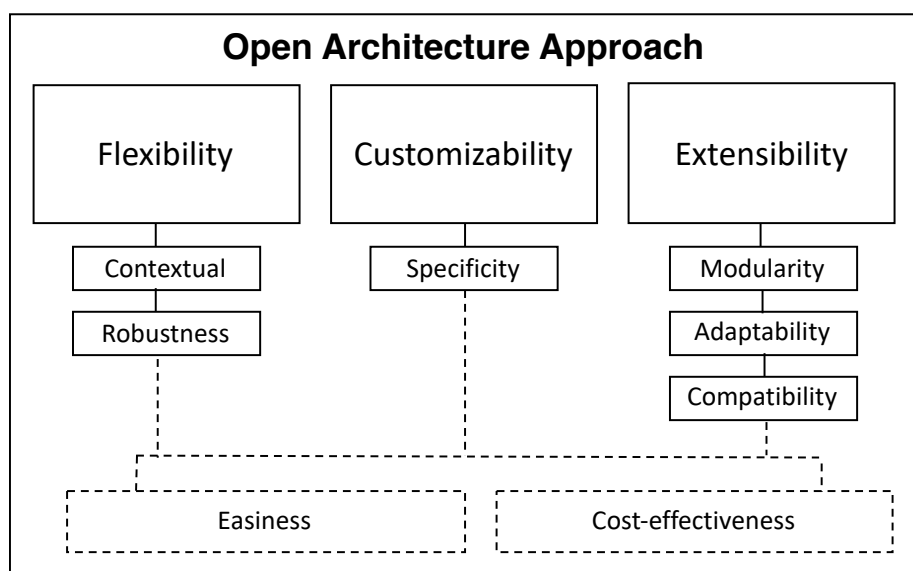 Open Architecture Approach
Flexibility
Customizability
Extensibility
Contextual
Specificity
Modularity
Robustness
Adaptability
Compatibility
Easiness
Cost-effectiveness